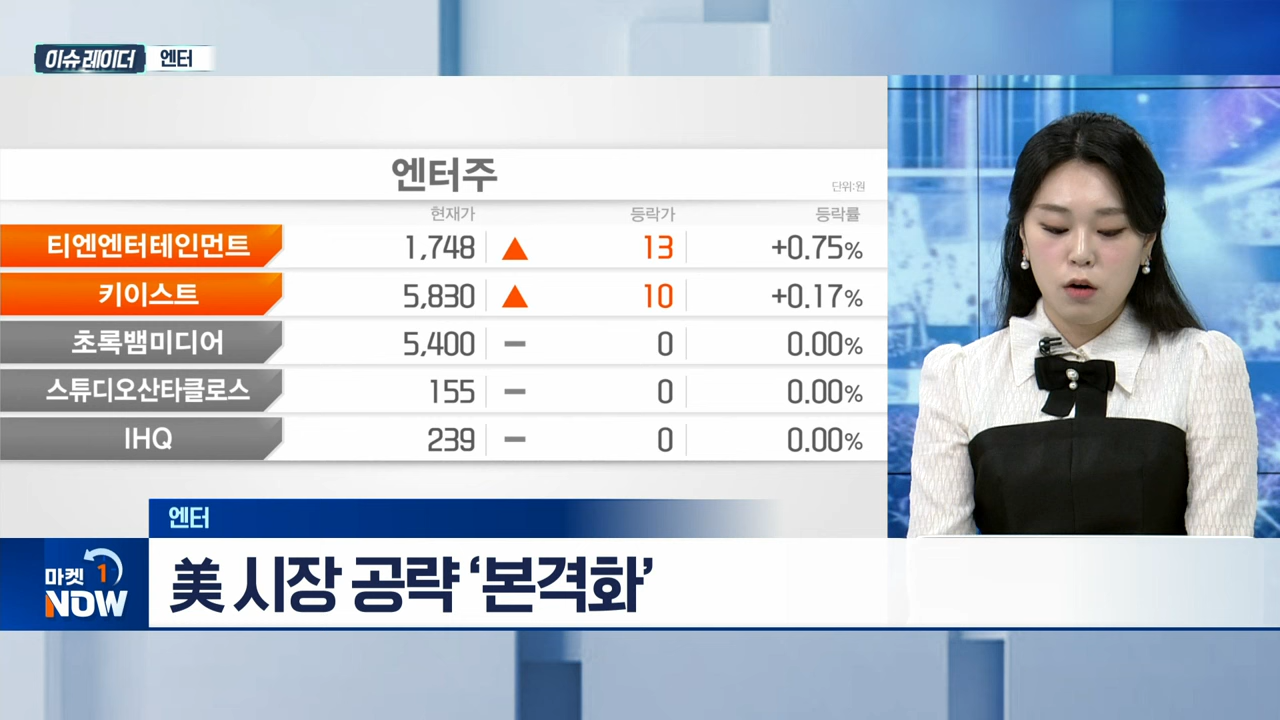 이슈레이더 엔터
엔터주
단위:원
현재가 등락가 등락률
티엔엔터테인먼트 1,748 ▲ 13 +0.75%
키이스트 5,830 ▲ 10 +0.17%
초록뱀미디어 5,400 - 0 0.00%
스튜디오산타클로스 155 - 0 0.00%
IHQ 239 - 0 0.00%
엔터
마켓 1
NOW
美 시장 공략 ‘본격화’